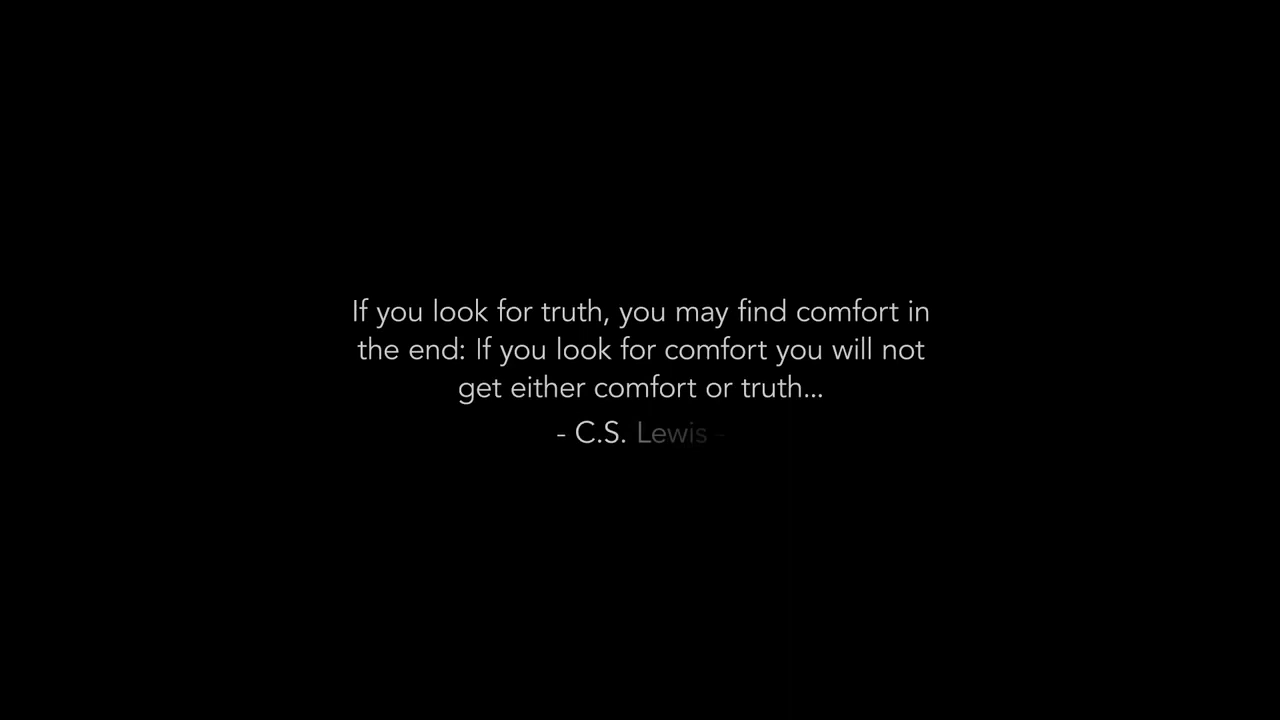 If you look for truth, you may find comfort in
the end: If you look for comfort you will not
get either comfort or truth...
- C.S. Lewis -